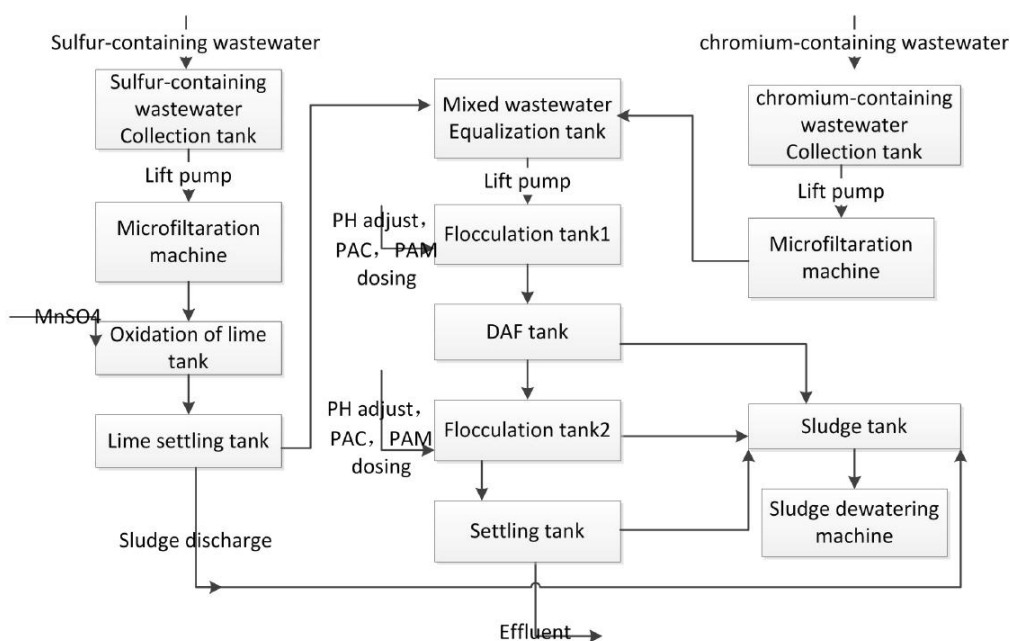 Sulfur-containing wastewater
Sulfur-containing
wastewater
Collection tank
Lift pump
Microfiltaration
machine
MnSO4
Oxidation of lime
tank
Lime settling tank
Sludge discharge
Mixed wastewater
Equalization tank
Lift pump
PH adjust，
PAC，PAM
dosing
Flocculation tank1
DAF tank
PH adjust，
PAC，PAM
dosing
Flocculation tank2
Settling tank
Effluent
chromium-containing wastewater
chromium-containing
wastewater
Collection tank
Lift pump
Microfiltaration
machine
Sludge tank
Sludge dewatering
machine